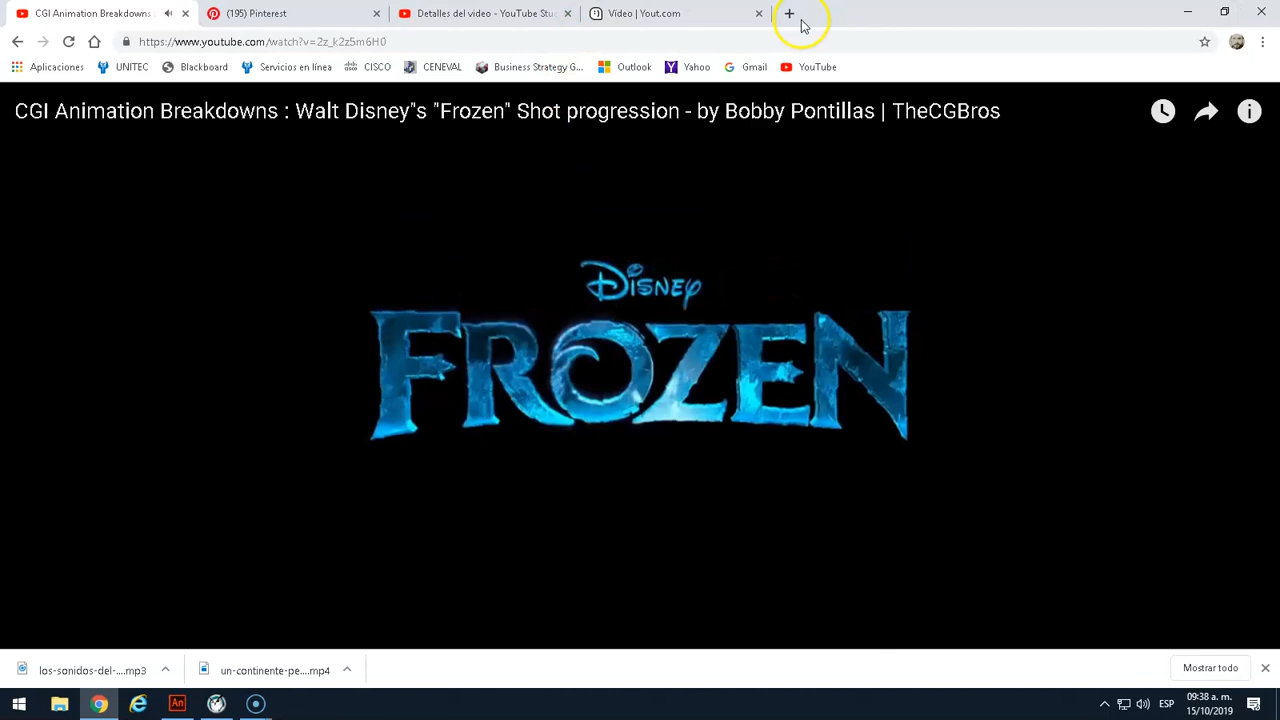 CGI Animation Breakdowns :
(195) Pinterest
Detalles del video - YouTube Stu
Vídeo | Yout.com
https://www.youtube.com/watch?v=2z_k2z5m6H0
Aplicaciones
UNITEC
Blackboard
Servicios en línea
CISCO
CENEVAL
Business Strategy G...
Outlook
Yahoo
Gmail
YouTube
CGI Animation Breakdowns : Walt Disney"s "Frozen" Shot progression - by Bobby Pontillas | TheCGBros
DISNEY
FROZEN
los-sonidos-del-....mp3
un-continente-pe....mp4
Mostrar todo
An
ESP
09:38 a. m.
15/10/2019